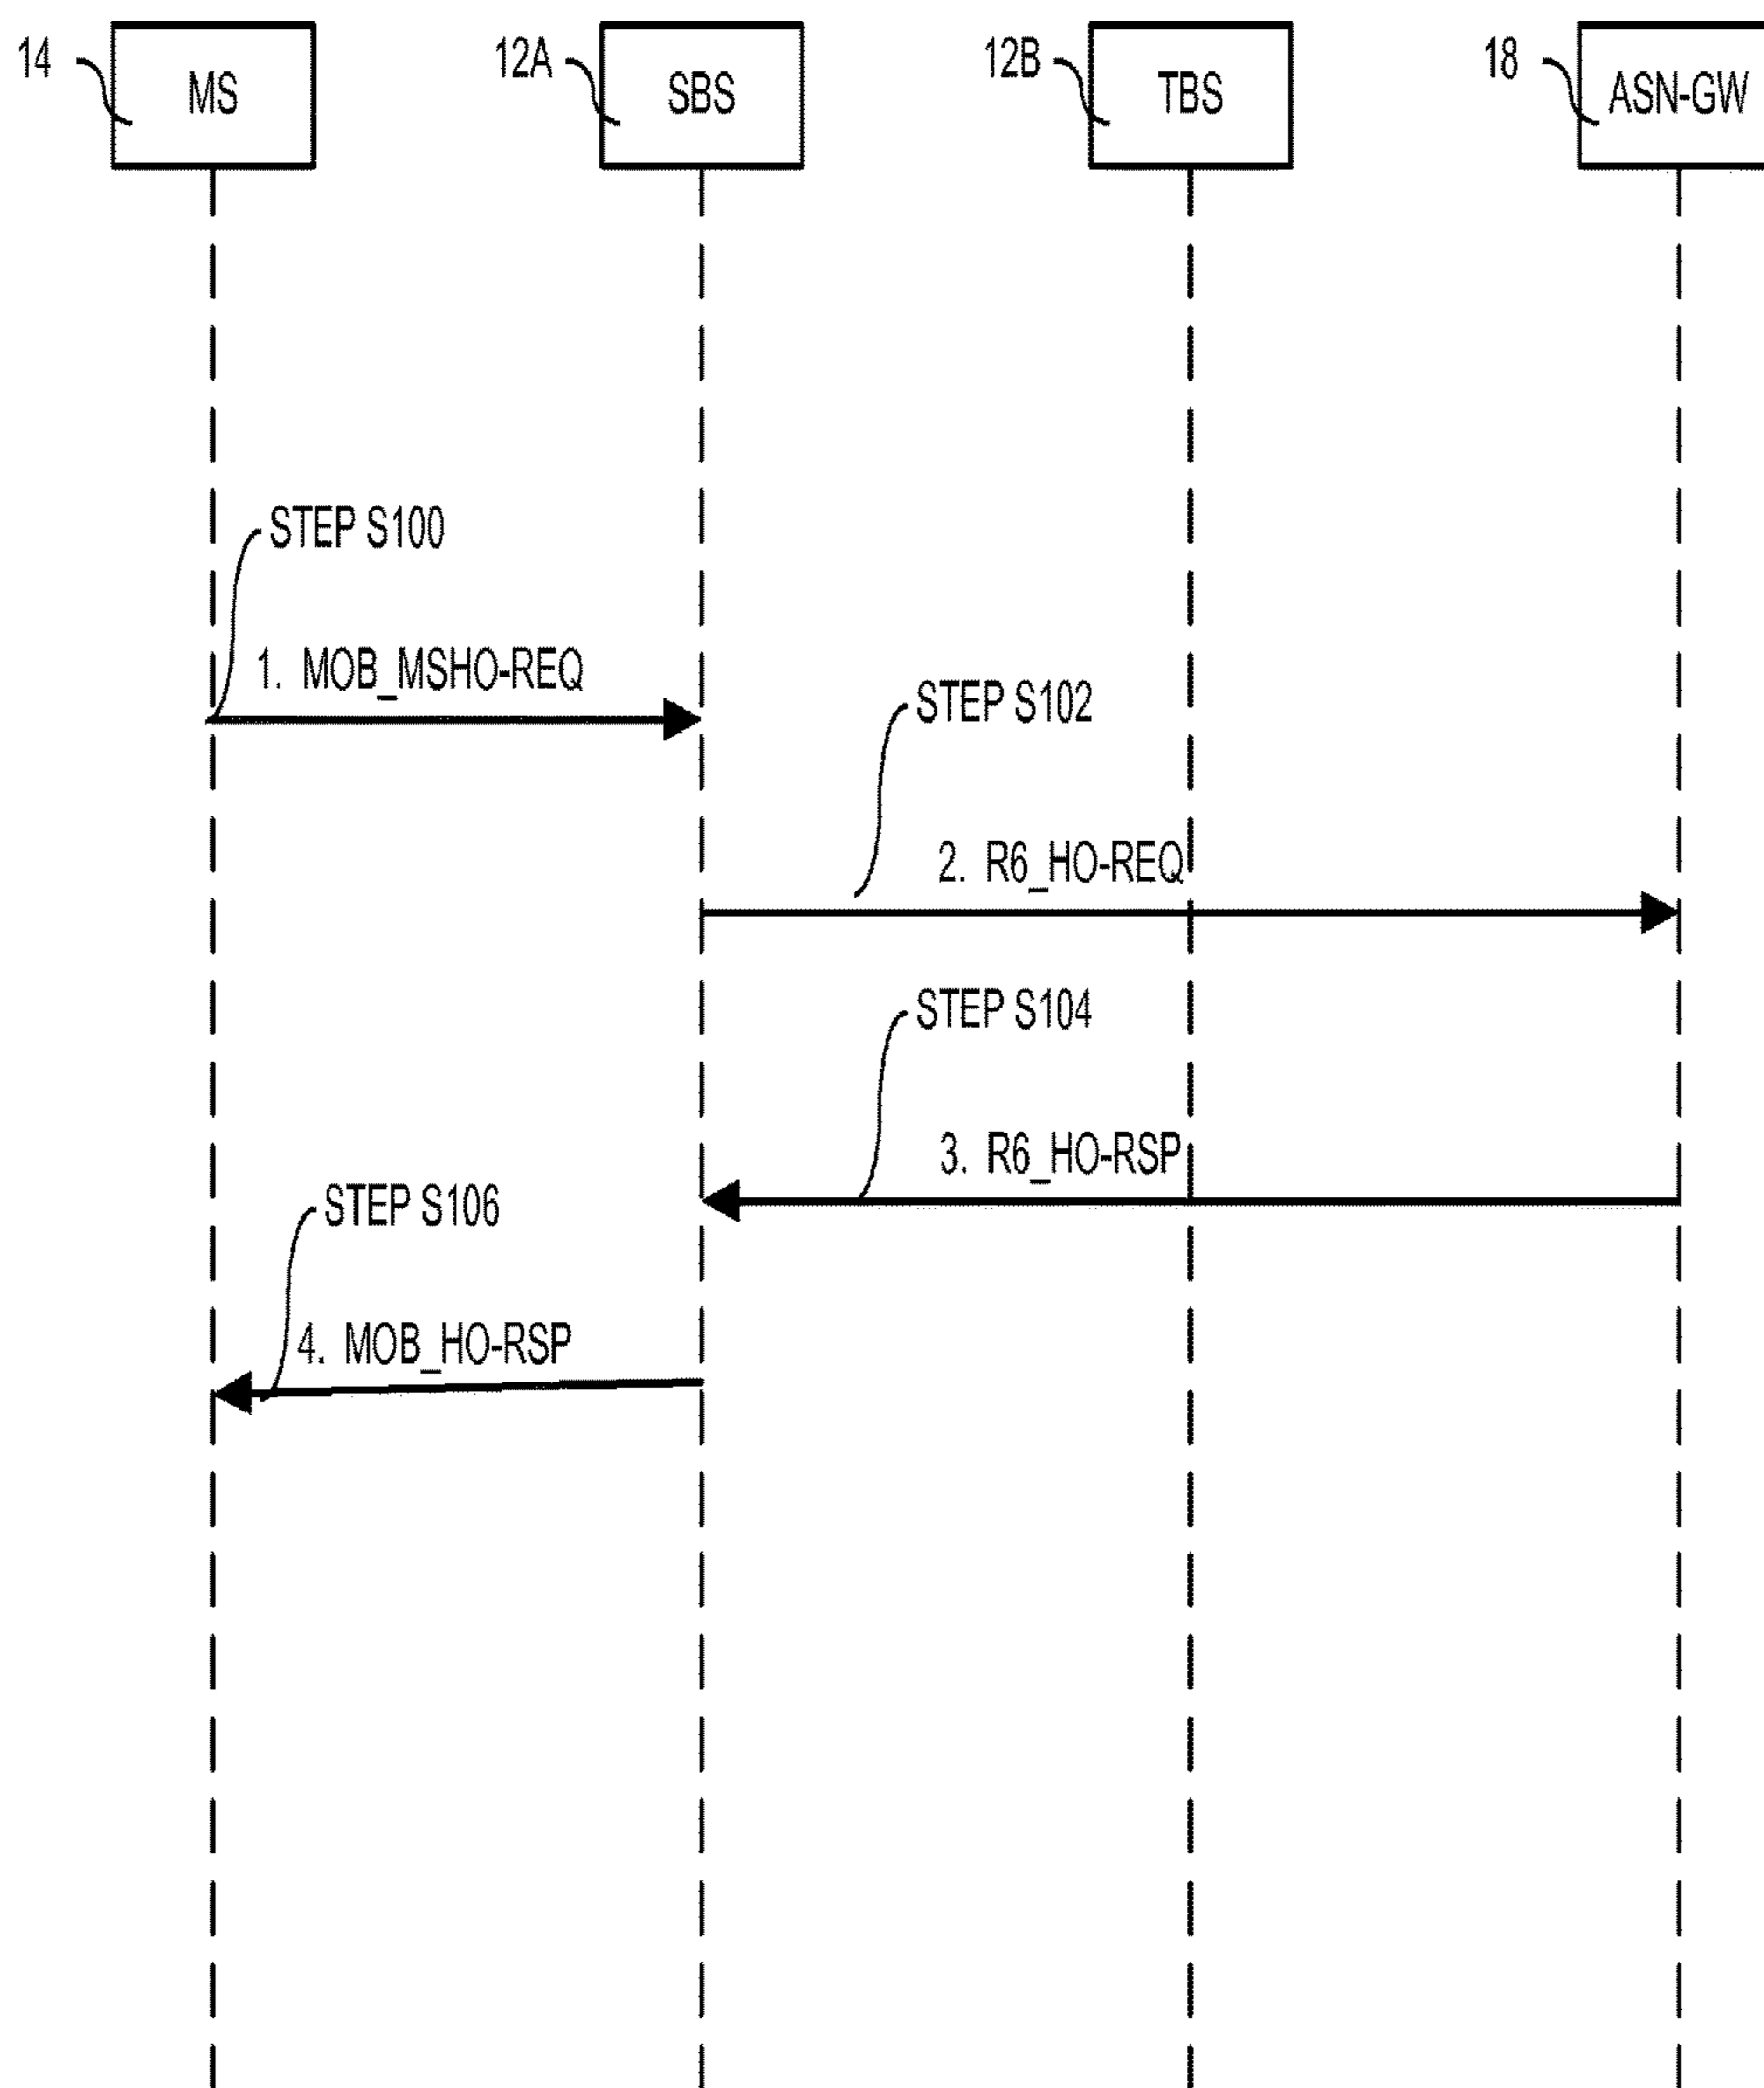 14
MS
12A
SBS
12B
TBS
18
ASN-GW
STEP S100
1. MOB_MSHO-REQ
STEP S102
2. R6_HO-REQ
STEP S104
3. R6_HO-RSP
STEP S106
4. MOB_HO-RSP